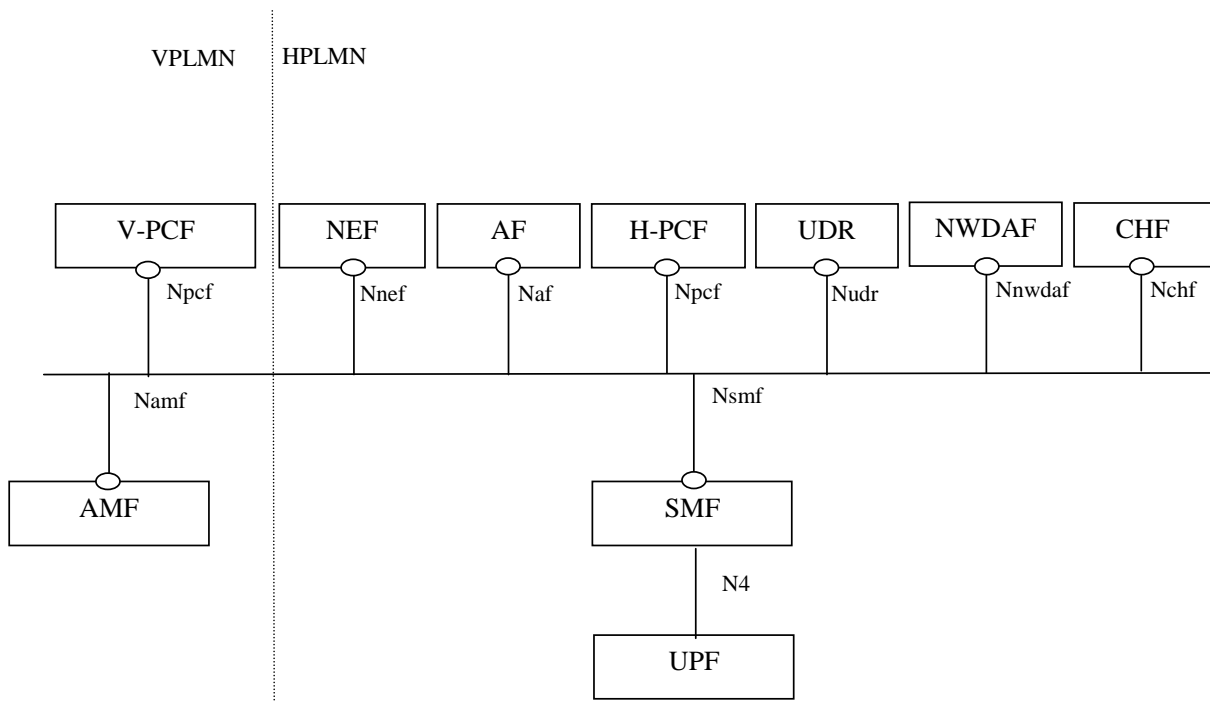 VPLMN
HPLMN
V-PCF
NEF
AF
H-PCF
UDR
NWDAF
CHF
Npcf
Nnef
Naf
Npcf
Nudr
Nnwdaf
Nchf
Namf
Nsmf
AMF
SMF
N4
UPF